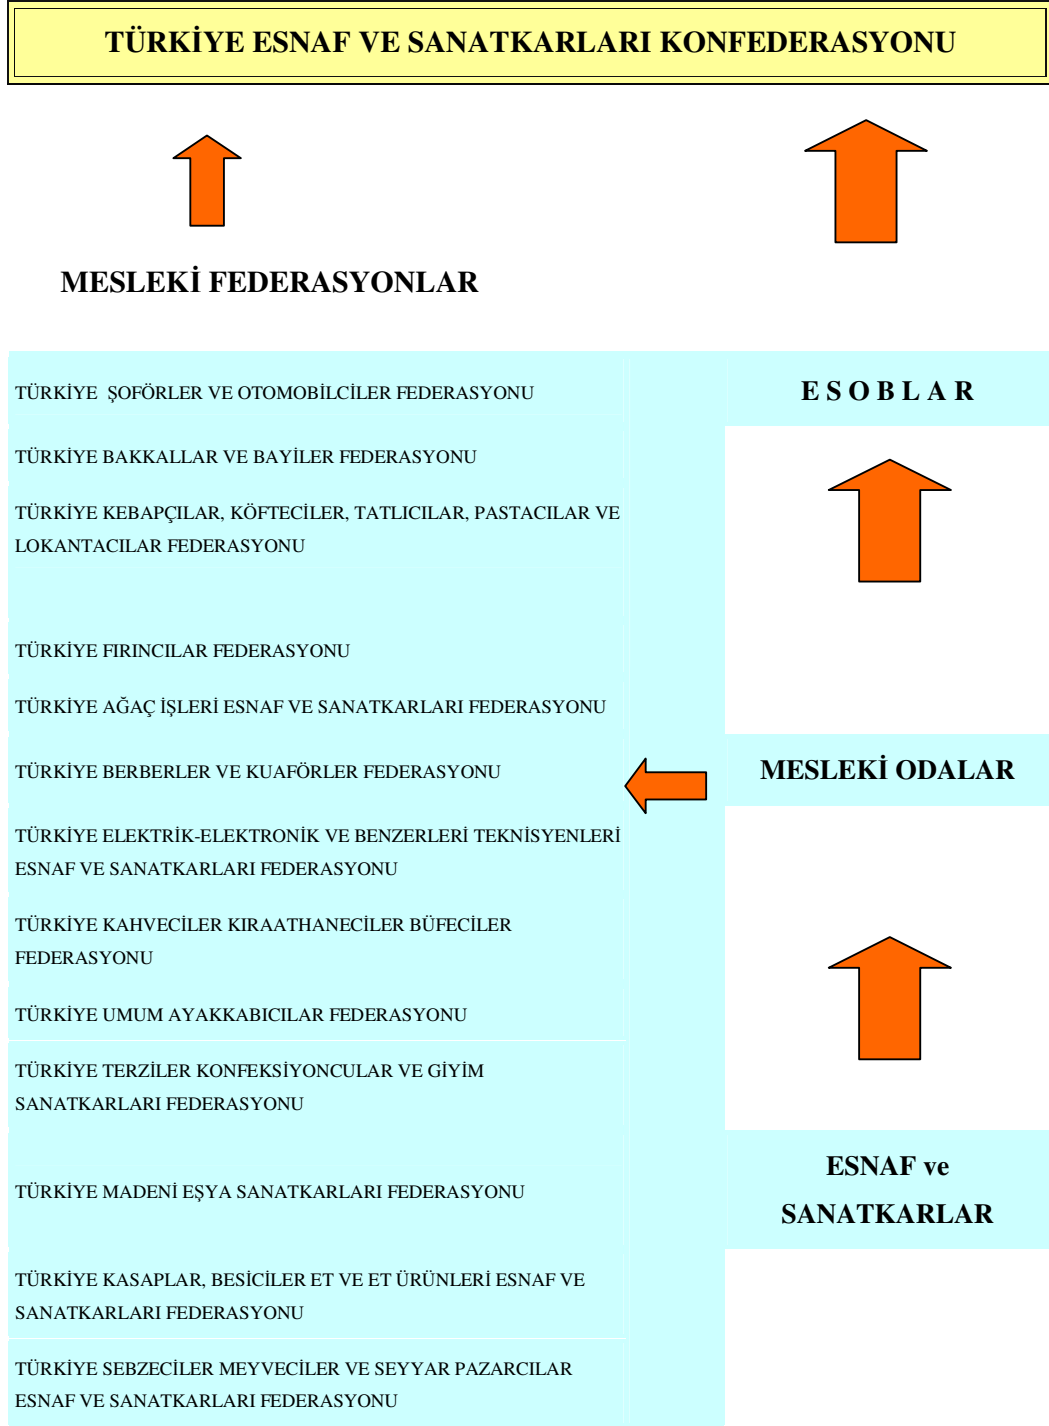 TÜRKİYE ESNAF VE SANATKARLARI KONFEDERASYONU
MESLEKİ FEDERASYONLAR
TÜRKİYE  ŞOFÖRLER VE OTOMOBİLCİLER FEDERASYONU
E S O B L A R
TÜRKİYE BAKKALLAR VE BAYİLER FEDERASYONU
TÜRKİYE KEBAPÇILAR, KÖFTECİLER, TATLICILAR, PASTACILAR VE
LOKANTACILAR FEDERASYONU
TÜRKİYE FIRINCILAR FEDERASYONU
TÜRKİYE AĞAÇ İŞLERİ ESNAF VE SANATKARLARI FEDERASYONU
TÜRKİYE BERBERLER VE KUAFÖRLER FEDERASYONU
MESLEKİ ODALAR
TÜRKİYE ELEKTRİK-ELEKTRONİK VE BENZERLERİ TEKNİSYENLERİ
ESNAF VE SANATKARLARI FEDERASYONU
TÜRKİYE KAHVECİLER KIRAATHANECİLER BÜFECİLER
FEDERASYONU
TÜRKİYE UMUM AYAKKABICILAR FEDERASYONU
TÜRKİYE TERZİLER KONFEKSİYONCULAR VE GİYİM
SANATKARLARI FEDERASYONU
TÜRKİYE MADENİ EŞYA SANATKARLARI FEDERASYONU
ESNAF ve
SANATKARLAR
TÜRKİYE KASAPLAR, BESİCİLER ET VE ET ÜRÜNLERİ ESNAF VE
SANATKARLARI FEDERASYONU
TÜRKİYE SEBZECİLER MEYVECİLER VE SEYYAR PAZARCILAR
ESNAF VE SANATKARLARI FEDERASYONU